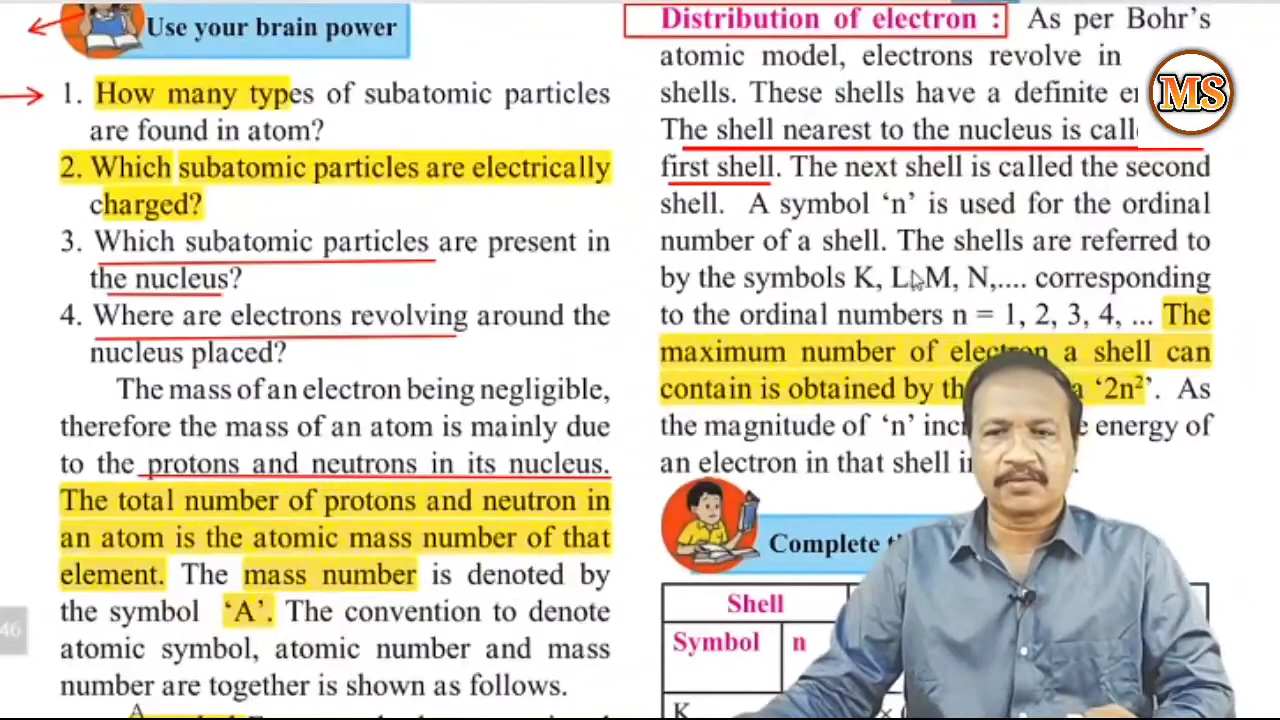 Use your brain power
1. How many types of subatomic particles
are found in atom?
2. Which subatomic particles are electrically
charged?
3. Which subatomic particles are present in
the nucleus?
4. Where are electrons revolving around the
nucleus placed?
The mass of an electron being negligible,
therefore the mass of an atom is mainly due
to the protons and neutrons in its nucleus.
The total number of protons and neutron in
an atom is the atomic mass number of that
element. The mass number is denoted by
the symbol ‘A’. The convention to denote
atomic symbol, atomic number and mass
number are together is shown as follows.
A
46
Distribution of electron : As per Bohr’s
atomic model, electrons revolve in
shells. These shells have a definite
The shell nearest to the nucleus is
first shell. The next shell is called the second
shell. A symbol ‘n’ is used for the ordinal
number of a shell. The shells are referred to
by the symbols K, L, M, N,.... corresponding
to the ordinal numbers n = 1, 2, 3, 4, ... The
maximum number of electron a shell can
contain is obtained by ‘2n²’. As
the magnitude of ‘n’ energy of
an electron in that shell
Complete
Shell
Symbol n
K
MS